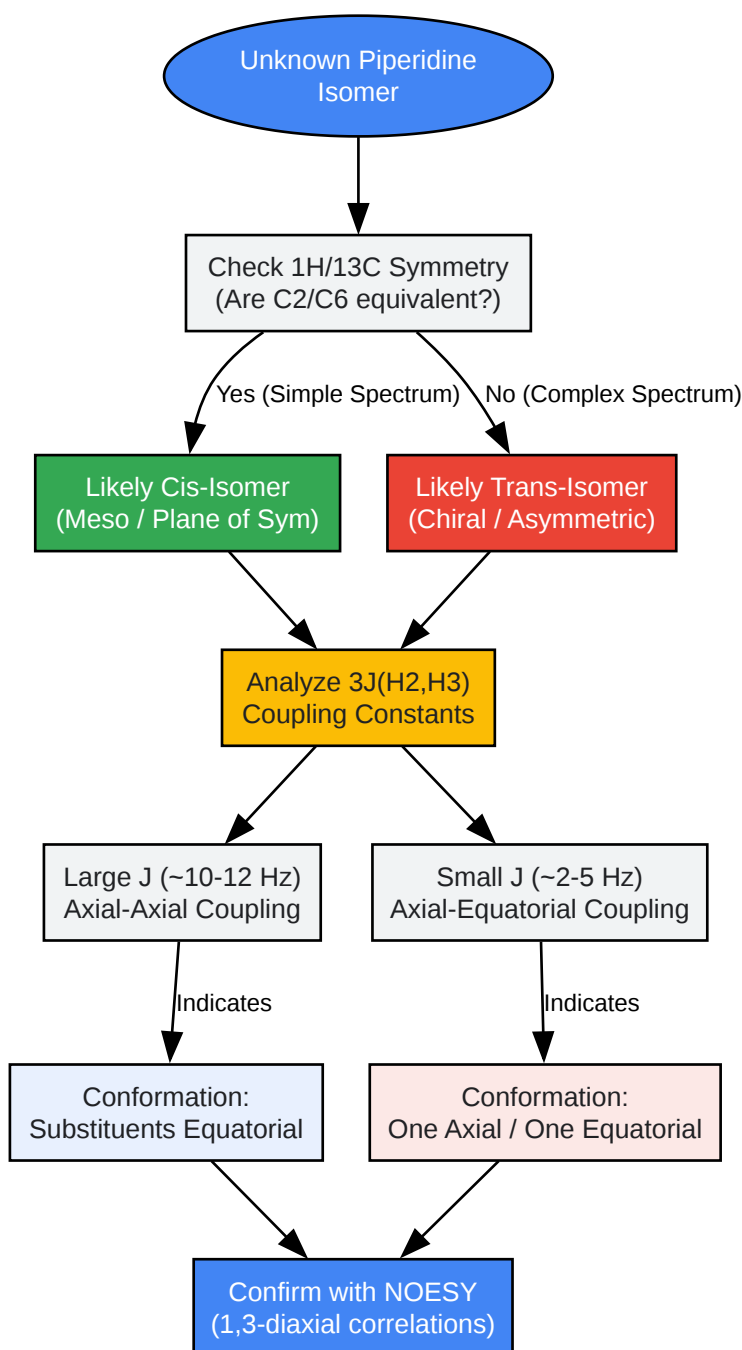 Unknown Piperidine
Isomer
Check 1H/13C Symmetry
(Are C2/C6 equivalent?)
Yes (Simple Spectrum)
No (Complex Spectrum)
Likely Cis-Isomer
(Meso / Plane of Sym)
Likely Trans-Isomer
(Chiral / Asymmetric)
Analyze 3J(H2,H3)
Coupling Constants
Large J (~10-12 Hz)
Axial-Axial Coupling
Small J (~2-5 Hz)
Axial-Equatorial Coupling
Indicates
Indicates
Conformation:
Substituents Equatorial
Conformation:
One Axial / One Equatorial
Confirm with NOESY
(1,3-diaxial correlations)